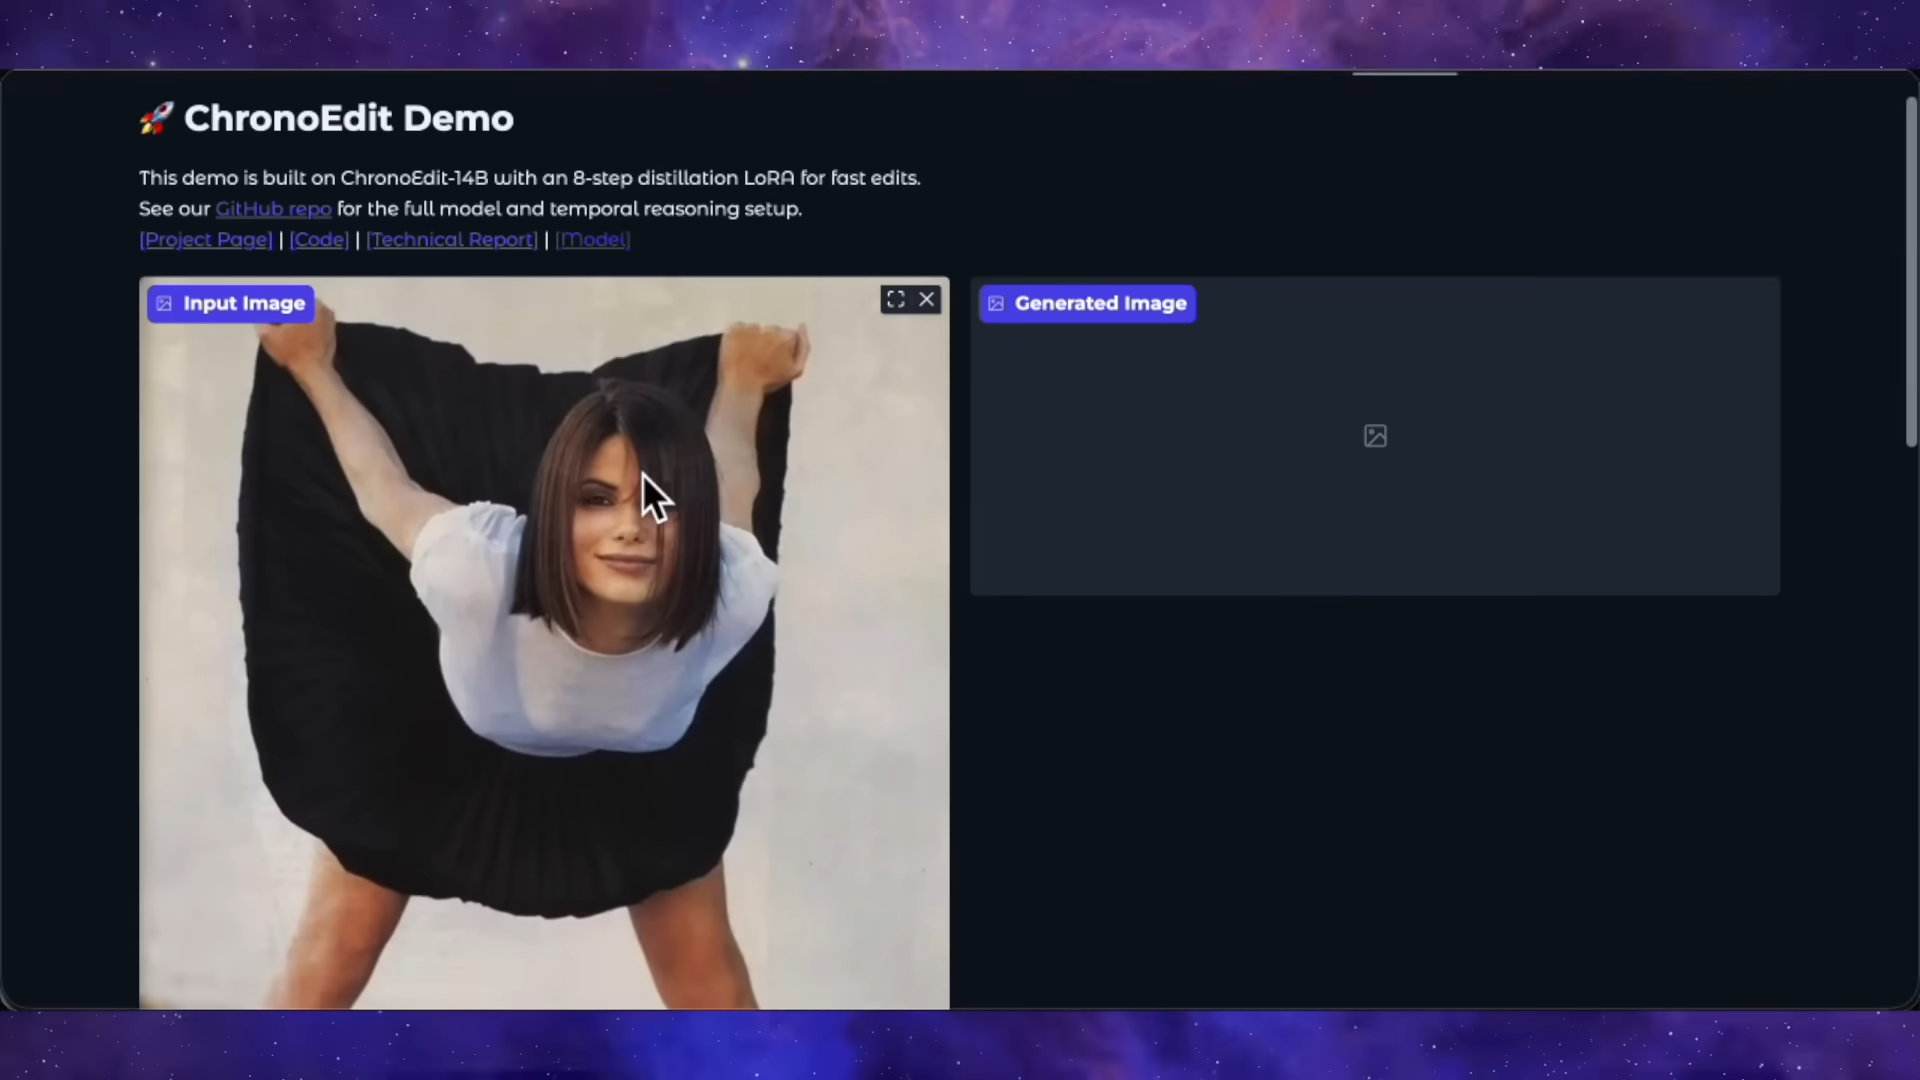 🚀 ChronoEdit Demo
This demo is built on ChronoEdit-14B with an 8-step distillation LoRA for fast edits.
See our GitHub repo for the full model and temporal reasoning setup.
[Project Page] | [Code] | [Technical Report] | [Model]
Input Image
Generated Image